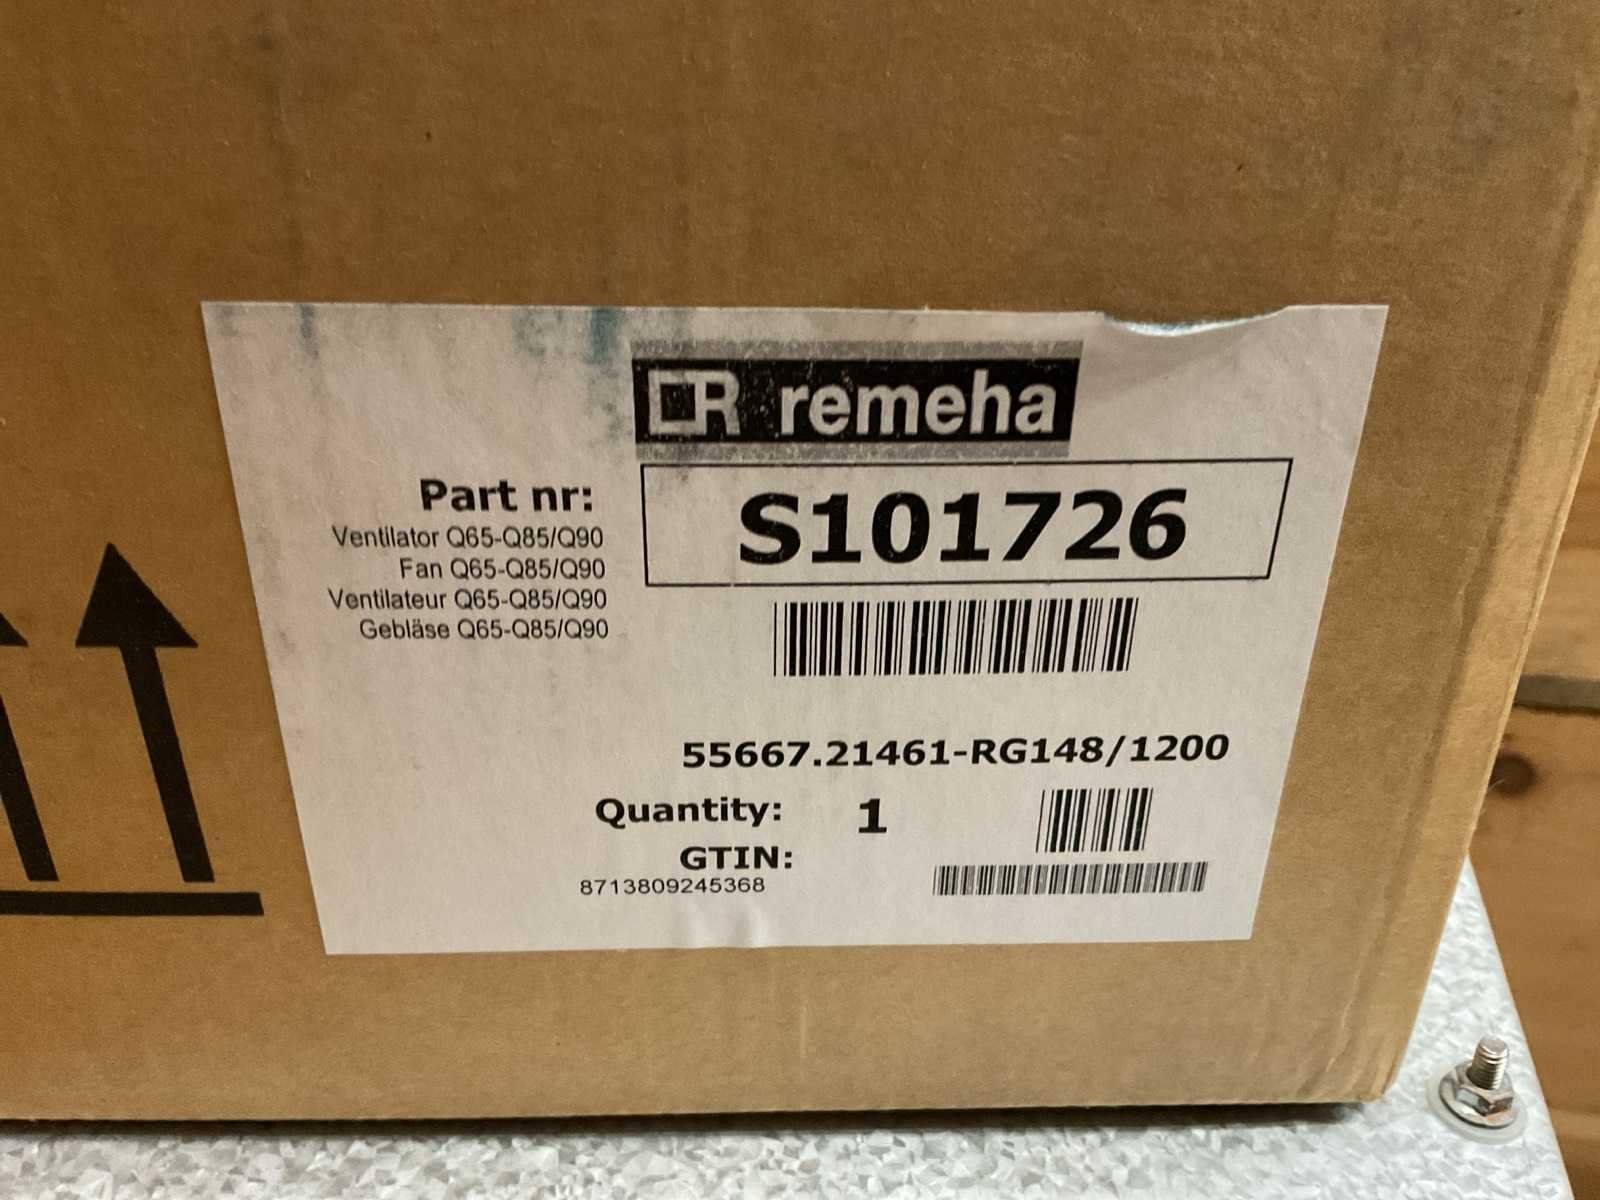 remeha
Part nr:
S101726
Ventilator Q65-Q85/Q90
Fan Q65-Q85/Q90
Ventilateur Q65-Q85/Q90
Gebläse Q65-Q85/Q90
55667.21461-RG148/1200
Quantity: 1
GTIN:
8713809245368